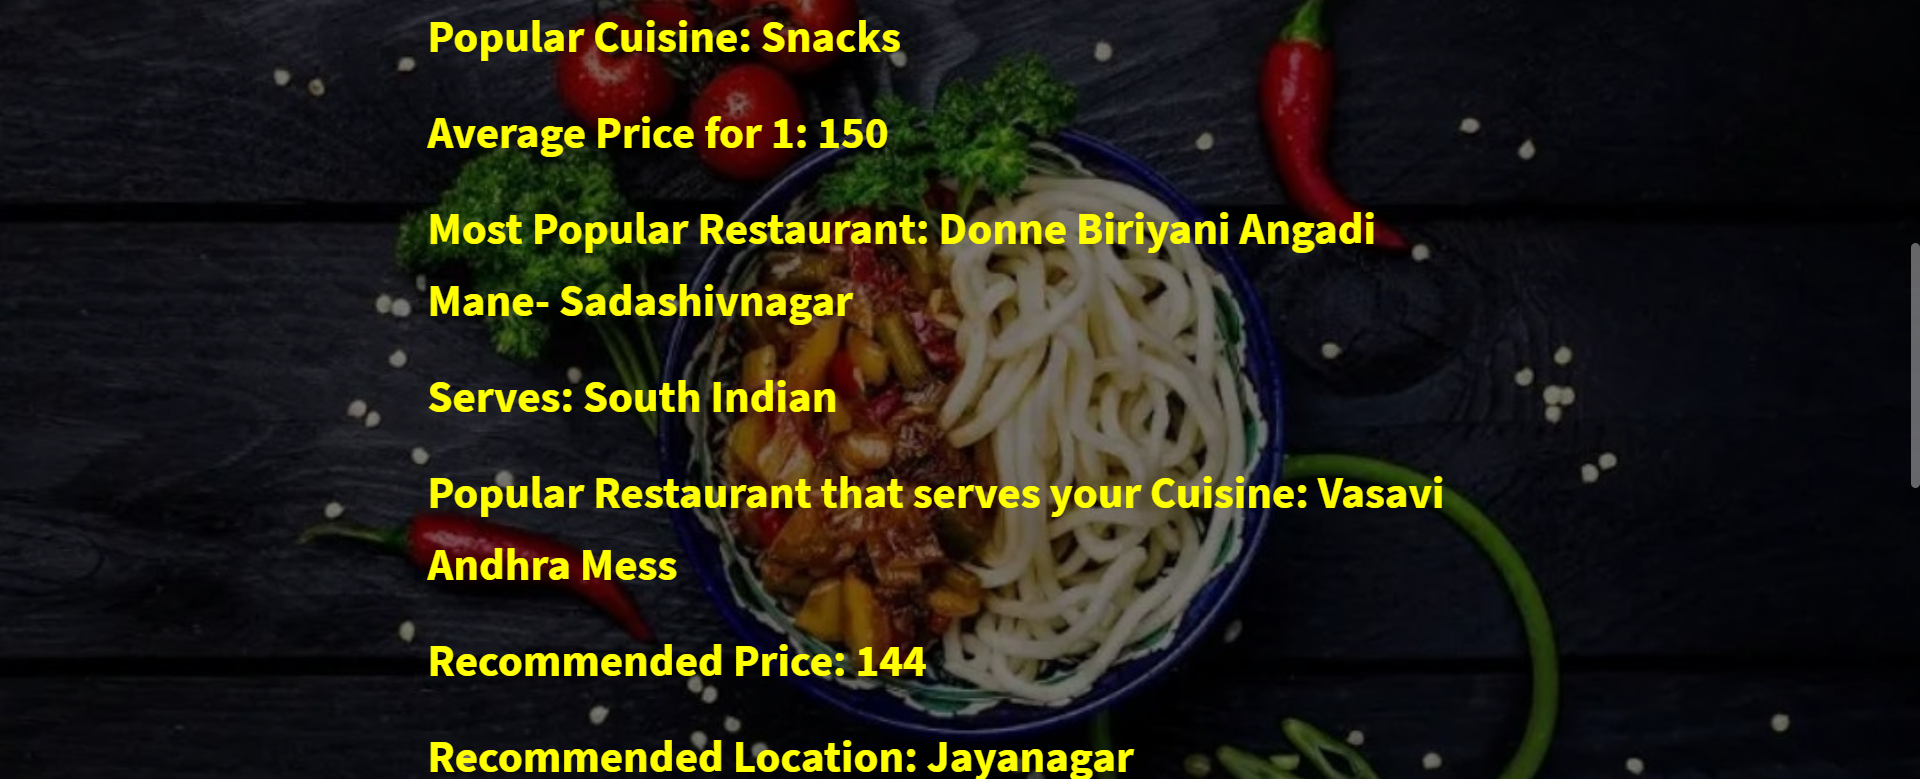 Popular Cuisine: Snacks
Average Price for 1: 150
Most Popular Restaurant: Donne Biriyani Angadi
Mane- Sadashivnagar
Serves: South Indian
Popular Restaurant that serves your Cuisine: Vasavi
Andhra Mess
Recommended Price: 144
Recommended Location: Jayanagar